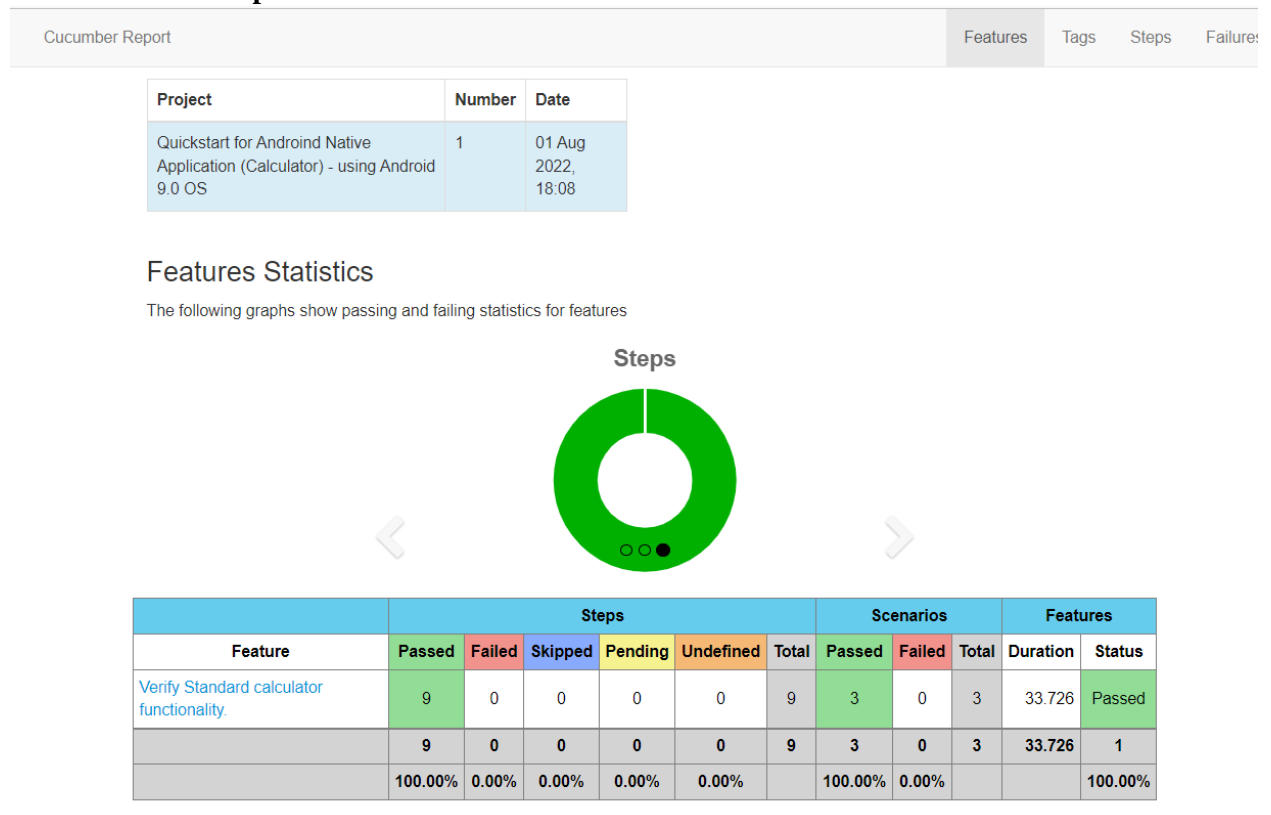 Cucumber Report Features Tags Steps Failures
Project Number Date
Quickstart for Androind Native 1 01 Aug
Application (Calculator) - using Android 2022,
9.0 OS 18:08
Features Statistics
The following graphs show passing and failing statistics for features
Steps
Steps Scenarios Features
Feature Passed Failed Skipped Pending Undefined Total Passed Failed Total Duration Status
Verify Standard calculator
functionality. 9 0 0 0 0 9 3 0 3 33.726 Passed
9 0 0 0 0 9 3 0 3 33.726 1
100.00% 0.00% 0.00% 0.00% 0.00% 100.00% 0.00% 100.00%